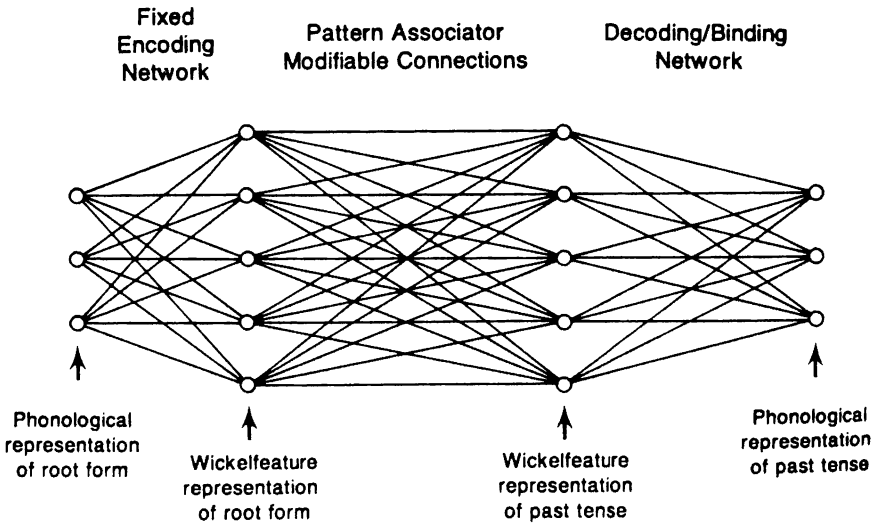 Fixed
Encoding
Network
Pattern Associator
Modifiable Connections
Decoding/Binding
Network
Phonological
representation
of root form
Wickelfeature
representation
of root form
Wickelfeature
representation
of past tense
Phonological
representation
of past tense